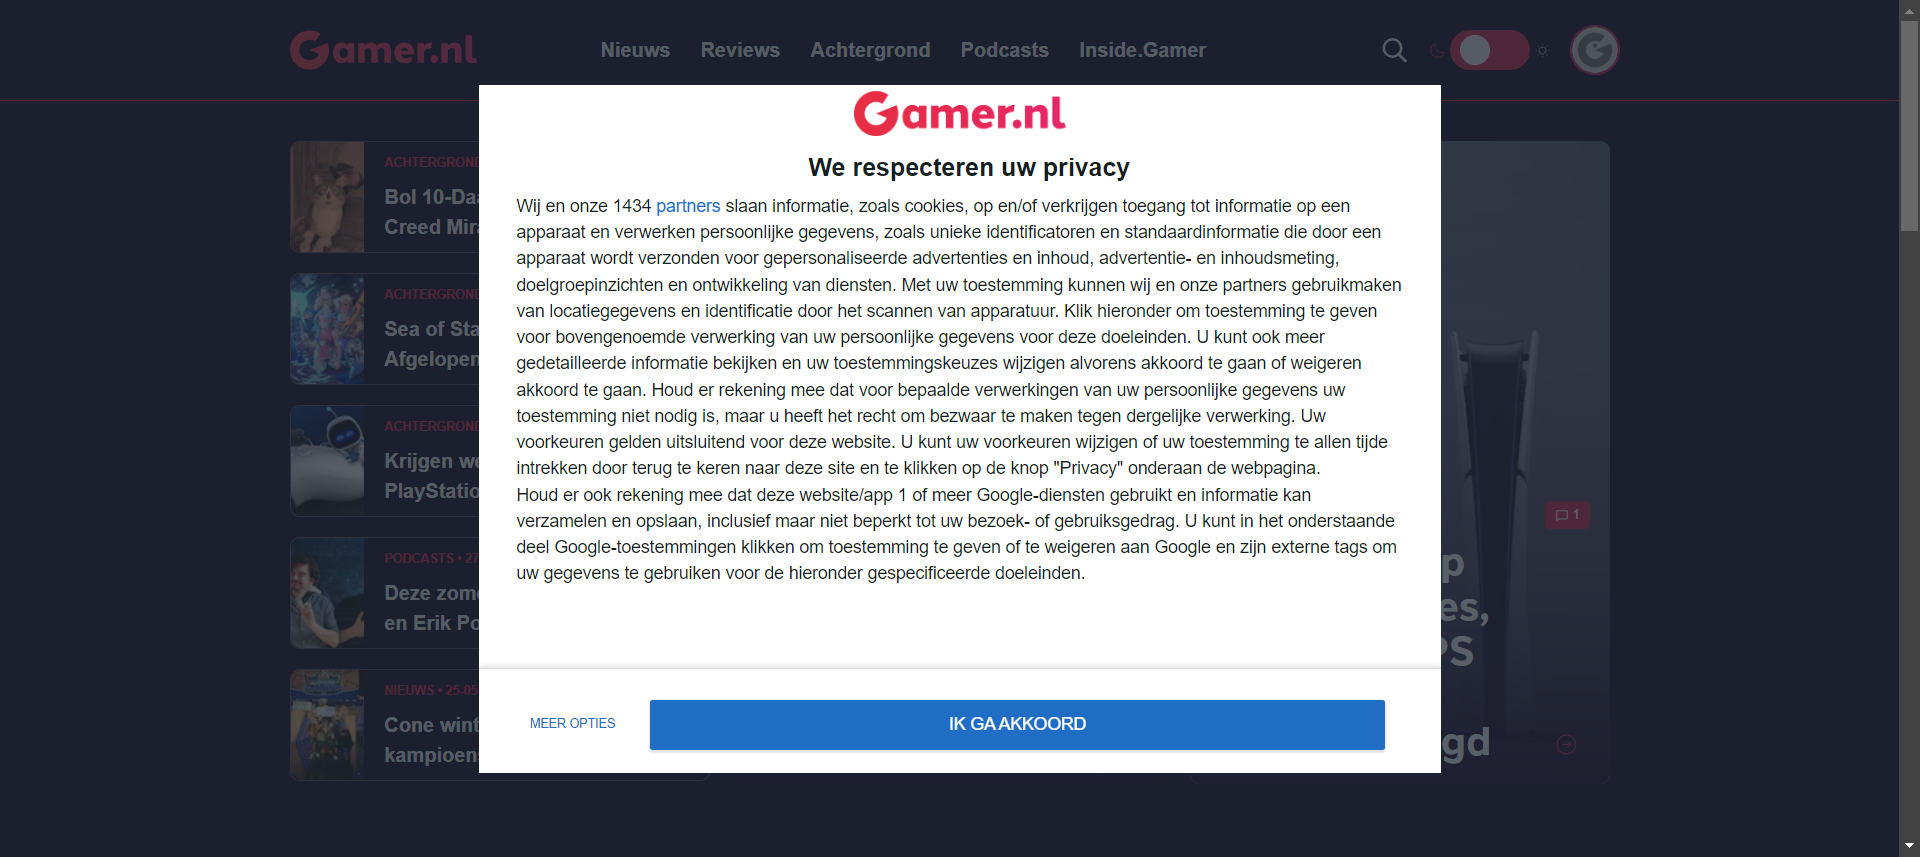 Gamer.nl
Nieuws Reviews Achtergrond Podcasts Inside.Gamer
Gamer.nl
We respecteren uw privacy
Wij en onze 1434 partners slaan informatie, zoals cookies, op en/of verkrijgen toegang tot informatie op een
apparaat en verwerken persoonlijke gegevens, zoals unieke identificatoren en standaardinformatie die door een
apparaat wordt verzonden voor gepersonaliseerde advertenties en inhoud, advertentie- en inhoudsmeting,
doelgroepinzichten en ontwikkeling van diensten. Met uw toestemming kunnen wij en onze partners gebruikmaken
van locatiegegevens en identificatie door het scannen van apparatuur. Klik hieronder om toestemming te geven
voor bovengenoemde verwerking van uw persoonlijke gegevens voor deze doeleinden. U kunt ook meer
gedetailleerde informatie bekijken en uw toestemmingskeuzes wijzigen alvorens akkoord te gaan of weigeren
akkoord te gaan. Houd er rekening mee dat voor bepaalde verwerkingen van uw persoonlijke gegevens uw
toestemming niet nodig is, maar u heeft het recht om bezwaar te maken tegen dergelijke verwerking. Uw
voorkeuren gelden uitsluitend voor deze website. U kunt uw voorkeuren wijzigen of uw toestemming te allen tijde
intrekken door terug te keren naar deze site en te klikken op de knop "Privacy" onderaan de webpagina.
Houd er ook rekening mee dat deze website/app 1 of meer Google-diensten gebruikt en informatie kan
verzamelen en opslaan, inclusief maar niet beperkt tot uw bezoek- of gebruiksgedrag. U kunt in het onderstaande
deel Google-toestemmingen klikken om toestemming te geven of te weigeren aan Google en zijn externe tags om
uw gegevens te gebruiken voor de hieronder gespecificeerde doeleinden.
MEER OPTIES
IK GA AKKOORD
ACHTERGROND
Bol 10-Daa
Creed Mira
ACHTERGROND
Sea of Sta
Afgelopen
ACHTERGROND
Krijgen we
PlayStatio
PODCASTS • 27
Deze zome
en Erik Po
NIEUWS • 25-05
Cone wint
kampioens
1
p
es,
PS
gd